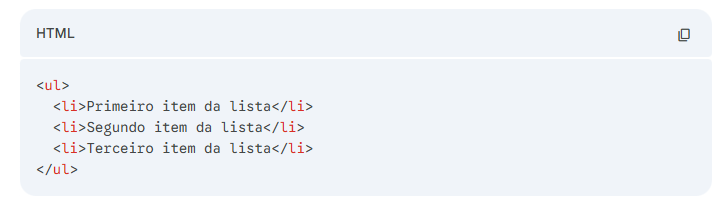 HTML
<ul>
  <li>Primeiro item da lista</li>
  <li>Segundo item da lista</li>
  <li>Terceiro item da lista</li>
</ul>